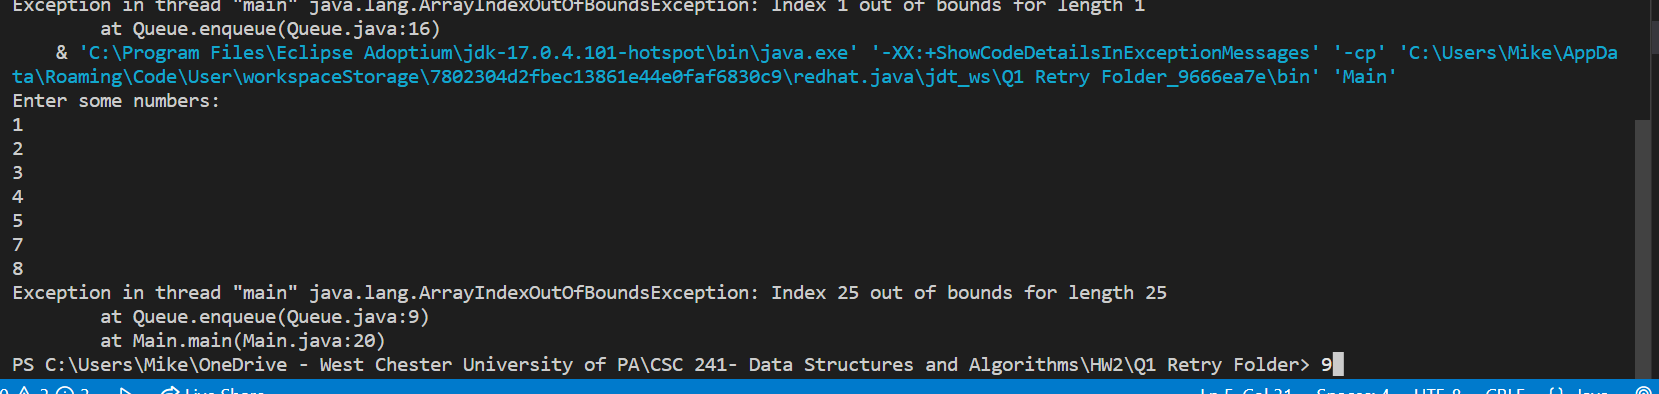 Exception in thread "main" java.lang.ArrayIndexOutOfBoundsException: Index 1 out of bounds for length 1
at Queue.enqueue(Queue.java:16)
& 'C:\Program Files\Eclipse Adoptium\jdk-17.0.4.101-hotspot\bin\java.exe' '-XX:+ShowCodeDetailsInExceptionMessages' '-cp' 'C:\Users\Mike\AppDa
ta\Roaming\Code\User\workspaceStorage\7802304d2fbec13861e44e0faf6830c9\redhat.java\jdt_ws\Q1 Retry Folder_9666ea7e\bin' 'Main'
Enter some numbers:
1
2
3
4
5
7
8
Exception in thread "main" java.lang.ArrayIndexOutOfBoundsException: Index 25 out of bounds for length 25
at Queue.enqueue(Queue.java:9)
at Main.main(Main.java:20)
PS C:\Users\Mike\OneDrive - West Chester University of PA\CSC 241- Data Structures and Algorithms\HW2\Q1 Retry Folder> 9
Live Share